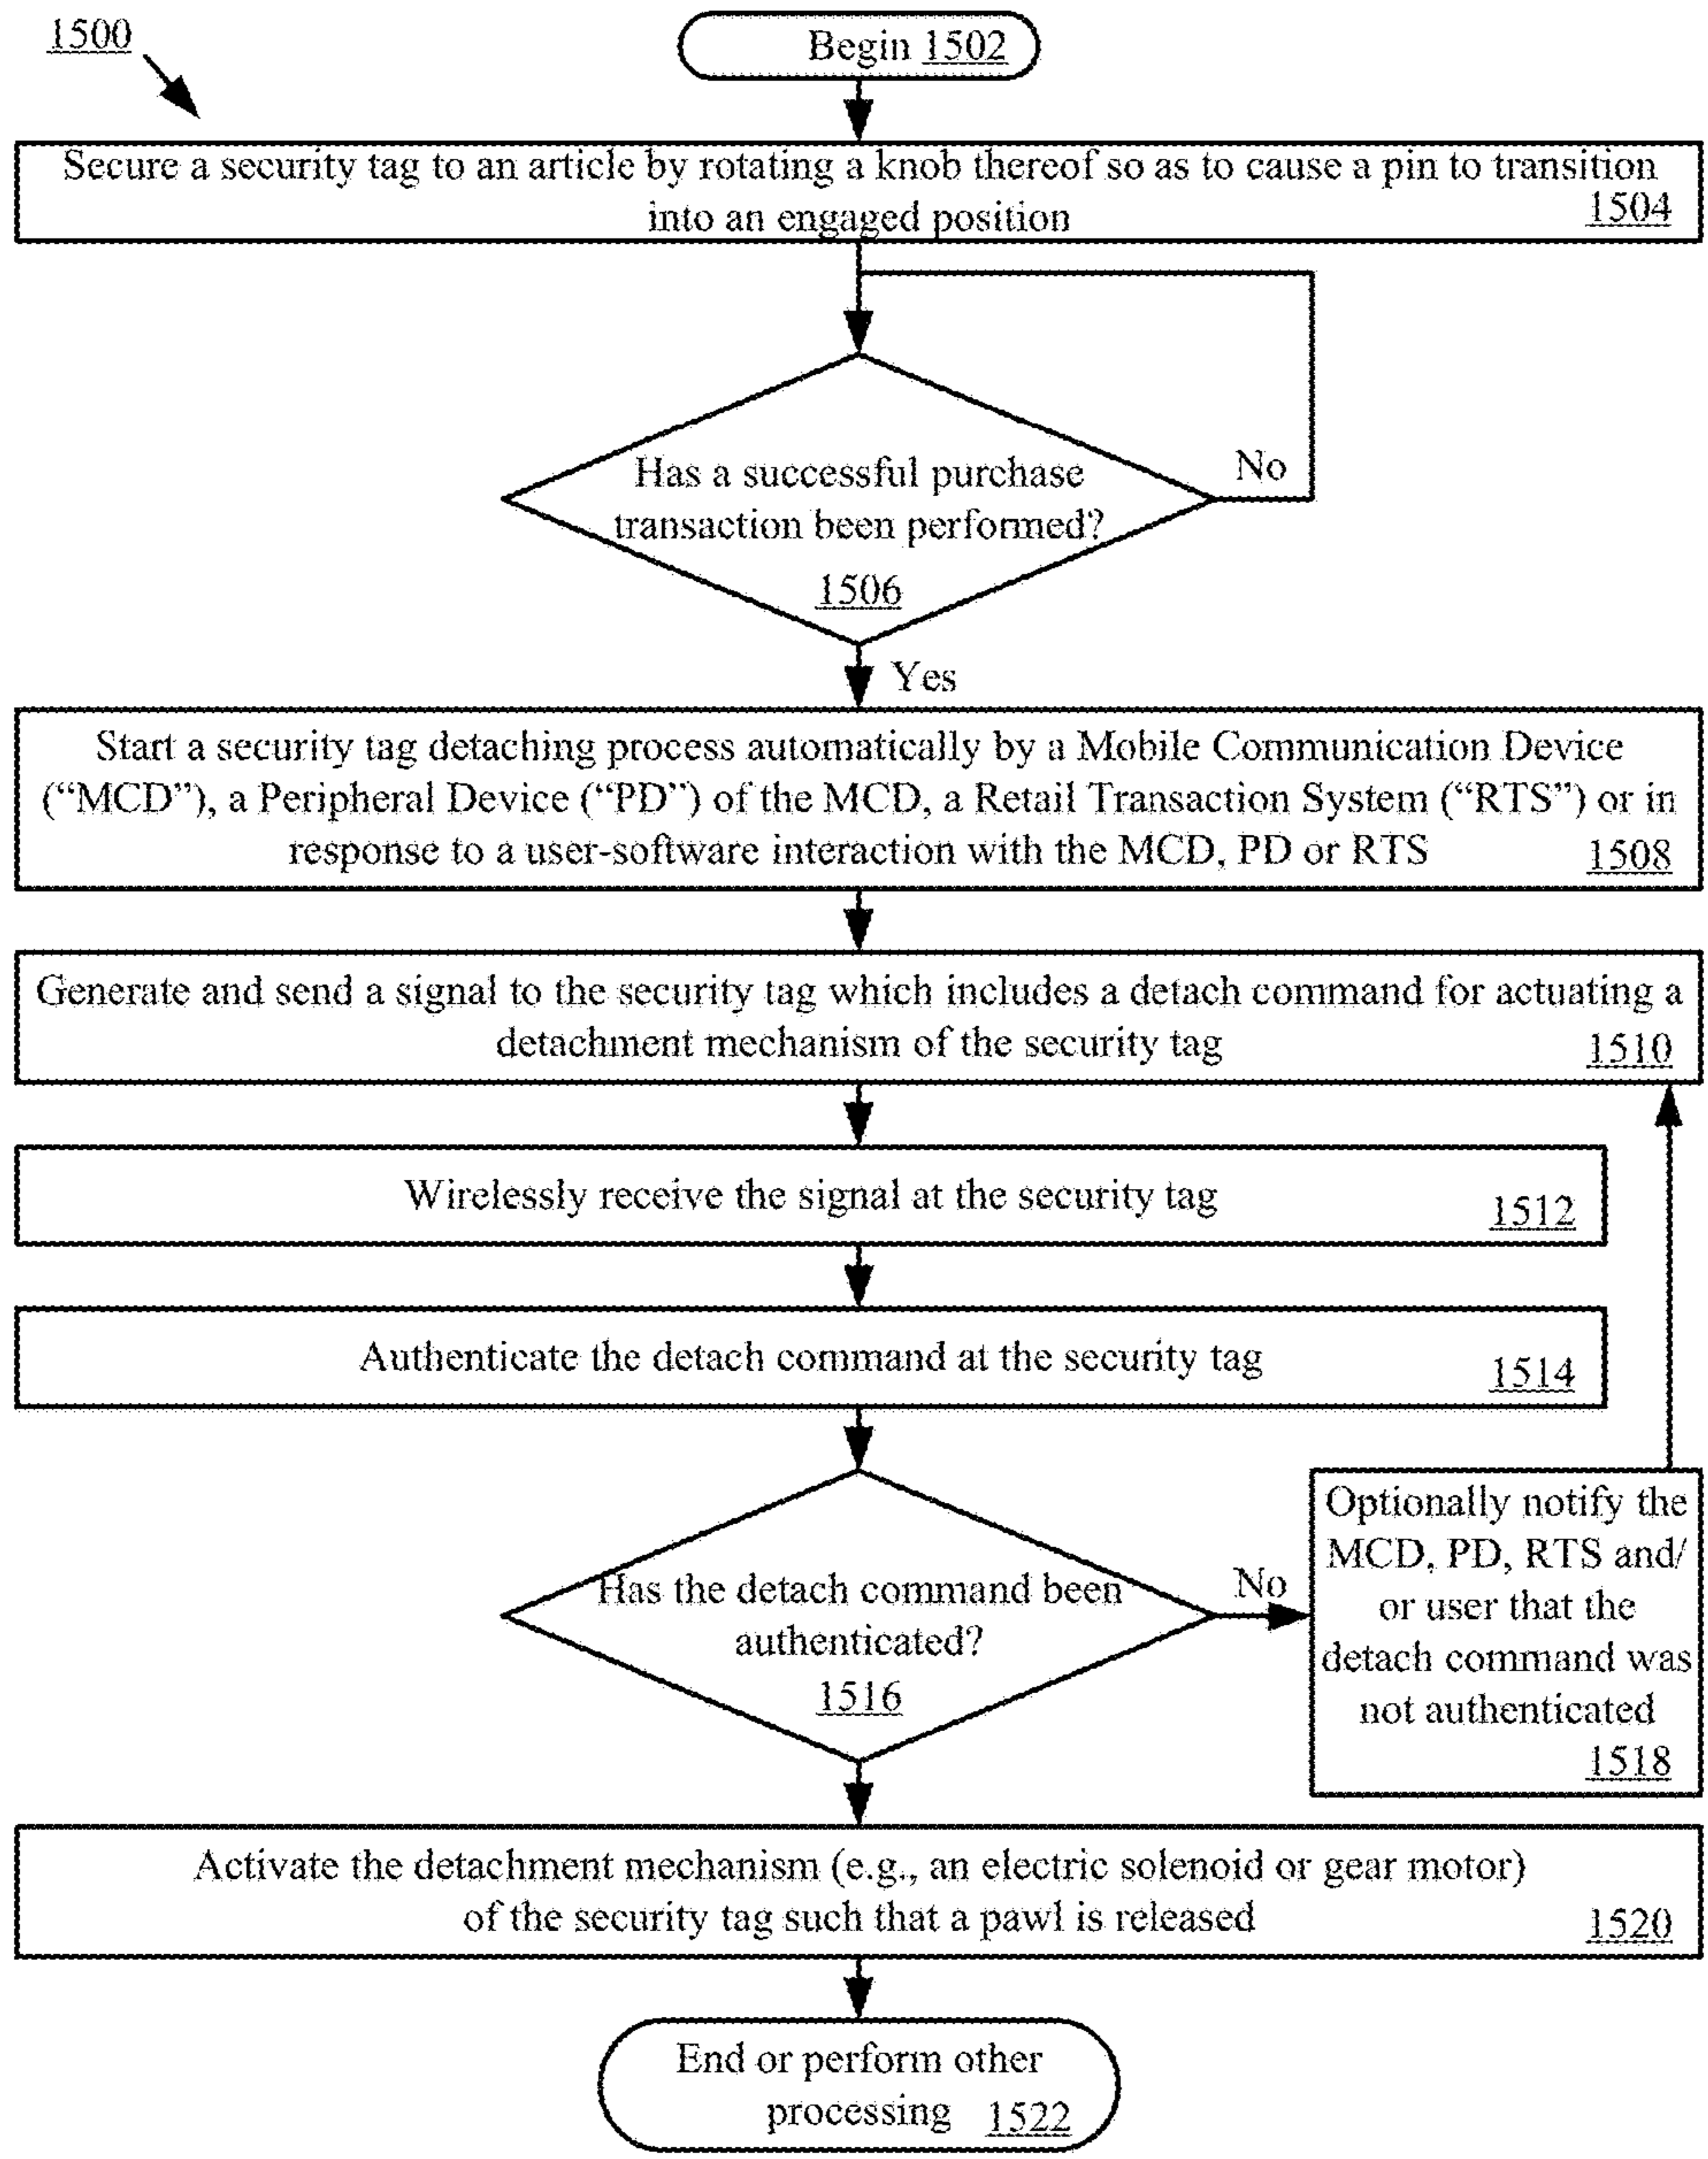 1500
Begin 1502
Secure a security tag to an article by rotating a knob thereof so as to cause a pin to transition
into an engaged position
1504
Has a successful purchase
transaction been performed?
1506
No
Yes
Start a security tag detaching process automatically by a Mobile Communication Device
(“MCD”), a Peripheral Device (“PD”) of the MCD, a Retail Transaction System (“RTS”) or in
response to a user-software interaction with the MCD, PD or RTS
1508
Generate and send a signal to the security tag which includes a detach command for actuating a
detachment mechanism of the security tag
1510
Wirelessly receive the signal at the security tag
1512
Authenticate the detach command at the security tag
1514
Has the detach command been
authenticated?
1516
No
Optionally notify the
MCD, PD, RTS and/
or user that the
detach command was
not authenticated
1518
Activate the detachment mechanism (e.g., an electric solenoid or gear motor)
of the security tag such that a pawl is released
1520
End or perform other
processing 1522